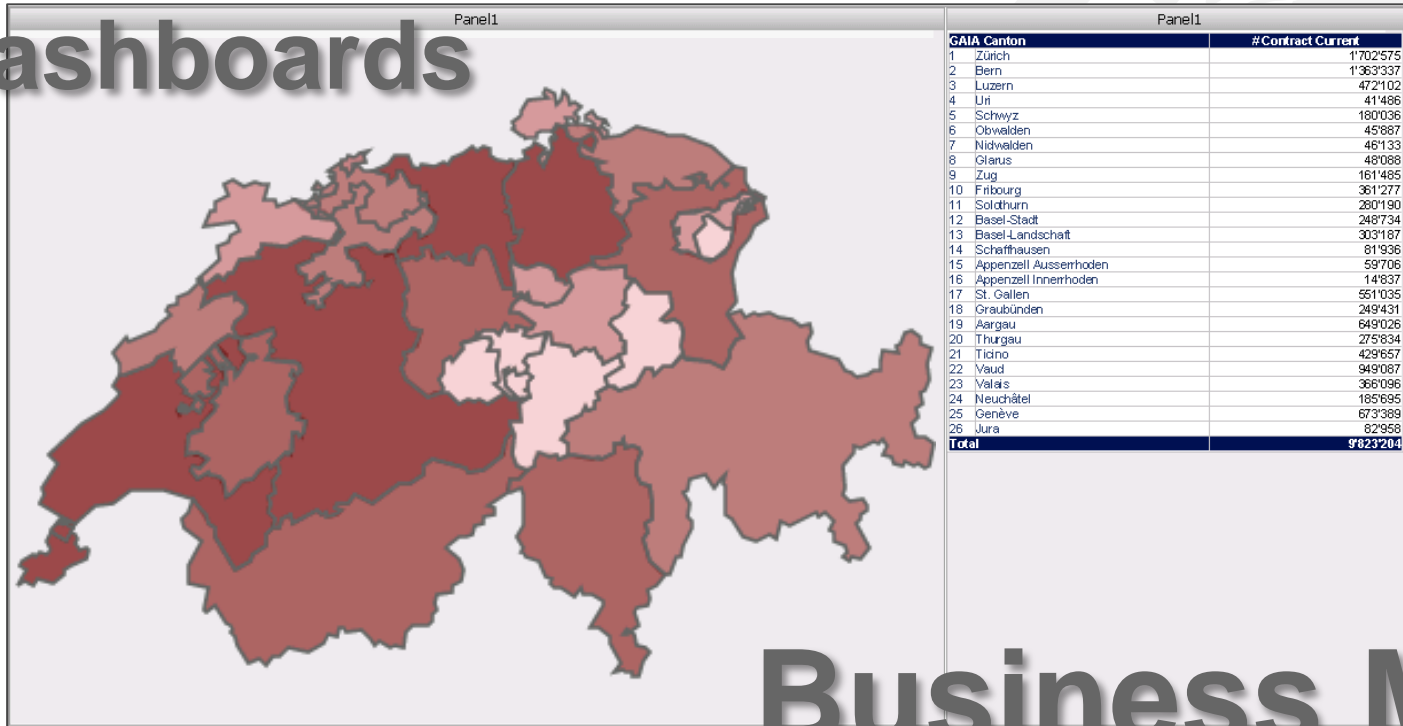 Panel1
ashboards
Panel1
GAIA Canton #Contract Current
1 Zürich 1'702'575
2 Bern 1'363'337
3 Luzern 472'102
4 Uri 41'486
5 Schwyz 180'036
6 Obwalden 45'887
7 Nidwalden 46'133
8 Glarus 48'088
9 Zug 161'485
10 Fribourg 361'277
11 Solothurn 280'190
12 Basel-Stadt 248'734
13 Basel-Landschaft 303'187
14 Schaffhausen 81'936
15 Appenzell Ausserrhoden 59'706
16 Appenzell Innerrhoden 14'837
17 St. Gallen 551'035
18 Graubünden 249'431
19 Aargau 649'026
20 Thurgau 275'834
21 Ticino 429'657
22 Vaud 949'087
23 Valais 366'096
24 Neuchâtel 185'695
25 Genève 673'389
26 Jura 82'958
Total 9'823'204
Business M